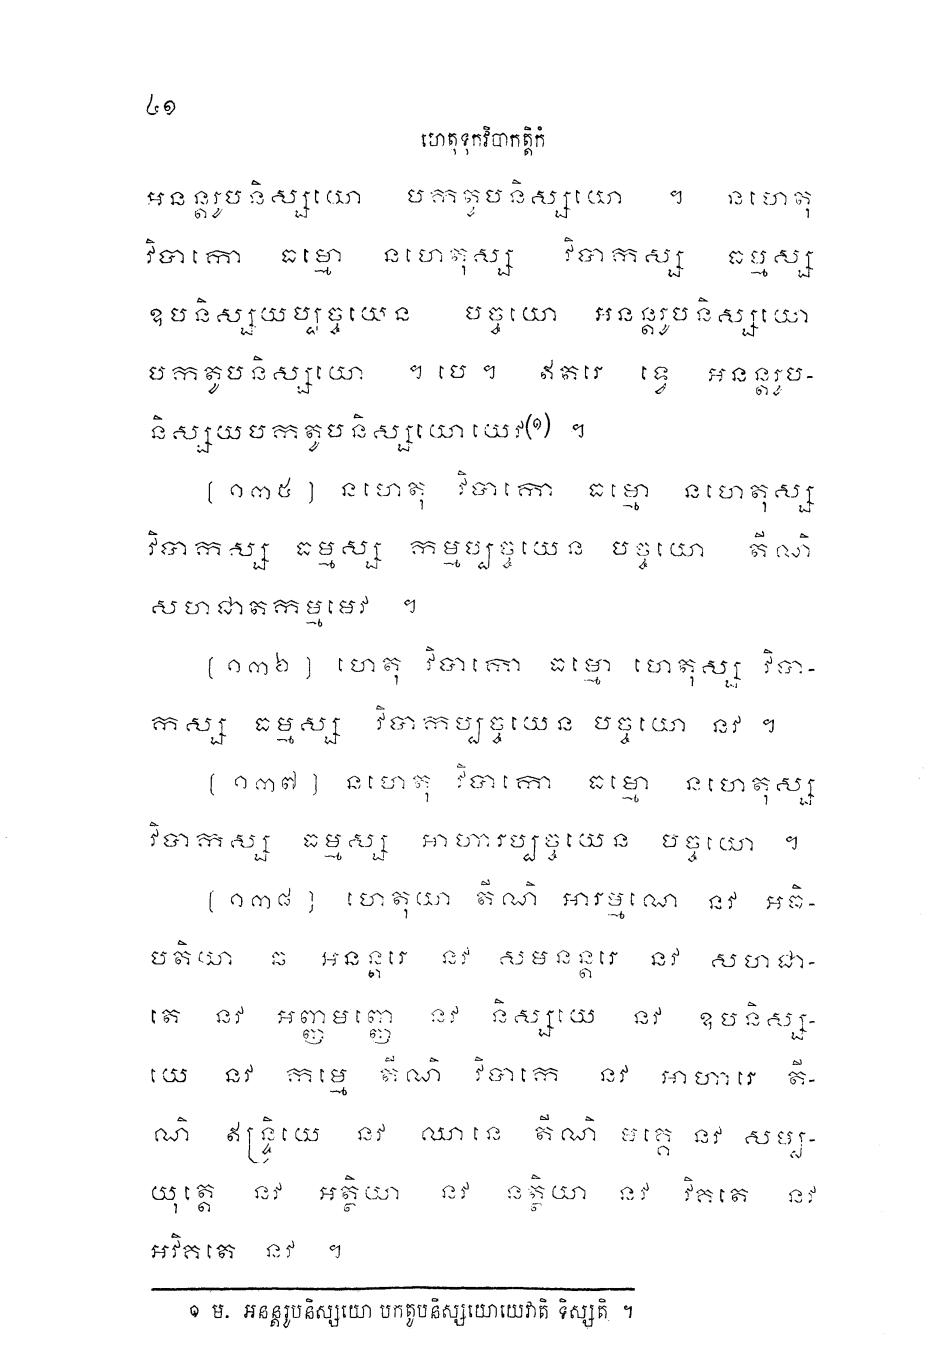 ៤១
ហេតុទុកវិបាកត្តិកំ
អនន្តរូបនិស្សយោ បកតូបនិស្សយោ ។ នហេតុ
វិបាកោ ធម្មោ នហេតុស្ស វិបាកស្ស ធម្មស្ស
ឧបនិស្សយប្បច្ចយេន បច្ចយោ អនន្តរូបនិស្សយោ
បកតូបនិស្សយោ ។ បេ ។ ឥតរេ ទ្វេ អនន្តរូប-
និស្សយបកតូបនិស្សយោយេវ(១) ។
[ ១៣៥ ] នហេតុ វិបាកោ ធម្មោ នហេតុស្ស
វិបាកស្ស ធម្មស្ស កម្មប្បច្ចយេន បច្ចយោ តីណិ
សហជាតកម្មមេវ ។
[ ១៣៦ ] ហេតុ វិបាកោ ធម្មោ ហេតុស្ស វិបា-
កស្ស ធម្មស្ស វិបាកប្បច្ចយេន បច្ចយោ នវ ។
[ ១៣៧ ] នហេតុ វិបាកោ ធម្មោ នហេតុស្ស
វិបាកស្ស ធម្មស្ស អាហារប្បច្ចយេន បច្ចយោ ។
[ ១៣៨ ] ហេតុយា តីណិ អារម្មណេ នវ អធិ-
បតិយា ឆ អនន្តរេ នវ សមនន្តរេ នវ សហជា-
តេ នវ អញ្ញមញ្ញេ នវ និស្សយេ នវ ឧបនិស្ស-
យេ នវ កម្មេ តីណិ វិបាកេ នវ អាហារេ តី-
ណិ ឥន្ទ្រិយេ នវ ឈានេ តីណិ មគ្គេ នវ សម្ប-
យុត្តេ នវ អត្ថិយា នវ នត្ថិយា នវ វិគតេ នវ
អវិគតេ នវ ។
១ ម. អនន្តរូបនិស្សយោ បកតូបនិស្សយោយេវាតិ ទិស្សតិ ។